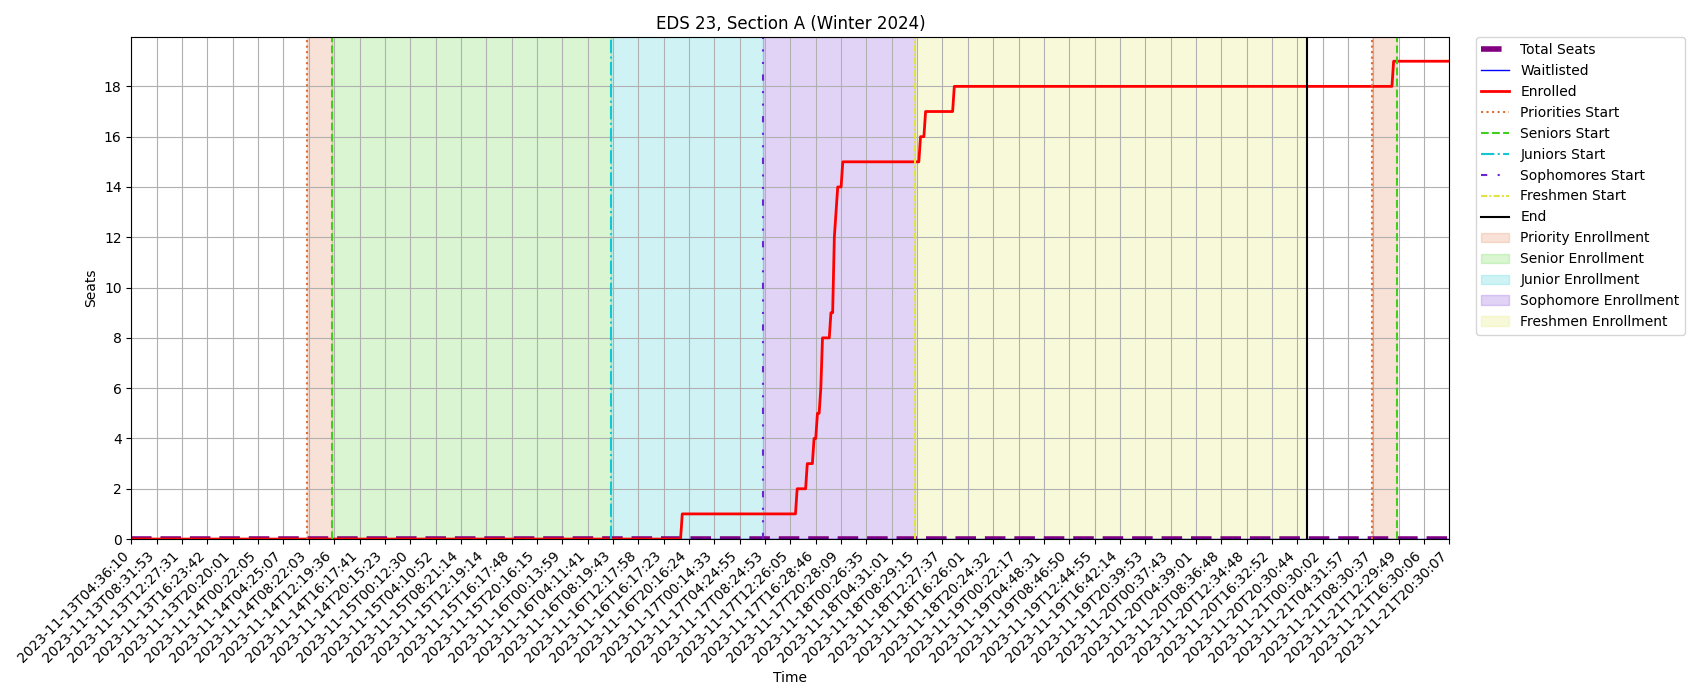 EDS 23, Section A (Winter 2024)
Seats
18
16
14
12
10
8
6
4
2
0
2023-11-13T04:36:10
2023-11-13T08:31:53
2023-11-13T12:27:31
2023-11-13T16:23:42
2023-11-13T20:20:01
2023-11-14T00:22:05
2023-11-14T04:25:07
2023-11-14T08:22:03
2023-11-14T12:19:36
2023-11-14T16:17:41
2023-11-14T20:15:23
2023-11-15T00:12:30
2023-11-15T04:10:52
2023-11-15T08:21:14
2023-11-15T12:19:14
2023-11-15T16:17:48
2023-11-15T20:16:15
2023-11-16T00:13:59
2023-11-16T04:11:41
2023-11-16T08:19:43
2023-11-16T12:17:58
2023-11-16T16:17:23
2023-11-16T20:16:24
2023-11-17T00:14:33
2023-11-17T04:24:55
2023-11-17T08:24:53
2023-11-17T12:26:05
2023-11-17T16:28:46
2023-11-17T20:28:09
2023-11-18T00:26:35
2023-11-18T04:31:01
2023-11-18T08:29:15
2023-11-18T12:27:37
2023-11-18T16:26:01
2023-11-18T20:24:32
2023-11-19T00:22:17
2023-11-19T04:48:31
2023-11-19T08:46:50
2023-11-19T12:44:55
2023-11-19T16:42:14
2023-11-19T20:39:53
2023-11-20T00:37:43
2023-11-20T04:39:01
2023-11-20T08:36:48
2023-11-20T12:34:48
2023-11-20T16:32:52
2023-11-20T20:30:44
2023-11-21T00:30:02
2023-11-21T04:31:57
2023-11-21T08:30:37
2023-11-21T12:29:49
2023-11-21T16:30:06
2023-11-21T20:30:07
Time
Total Seats
Waitlisted
Enrolled
Priorities Start
Seniors Start
Juniors Start
Sophomores Start
Freshmen Start
End
Priority Enrollment
Senior Enrollment
Junior Enrollment
Sophomore Enrollment
Freshmen Enrollment